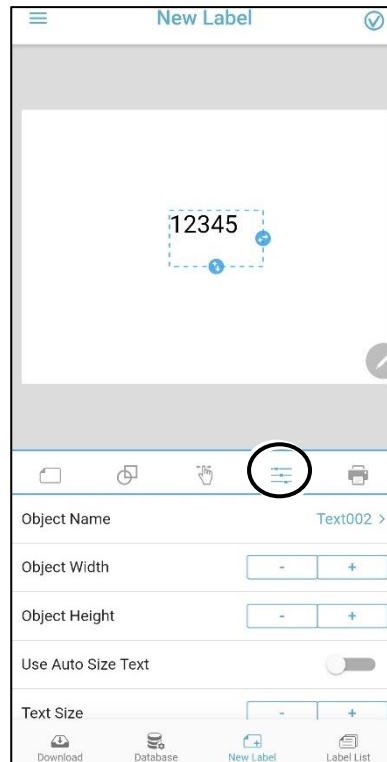 New Label
12345
Object Name Text002 >
Object Width - +
Object Height - +
Use Auto Size Text
Text Size - +
Download Database New Label Label List